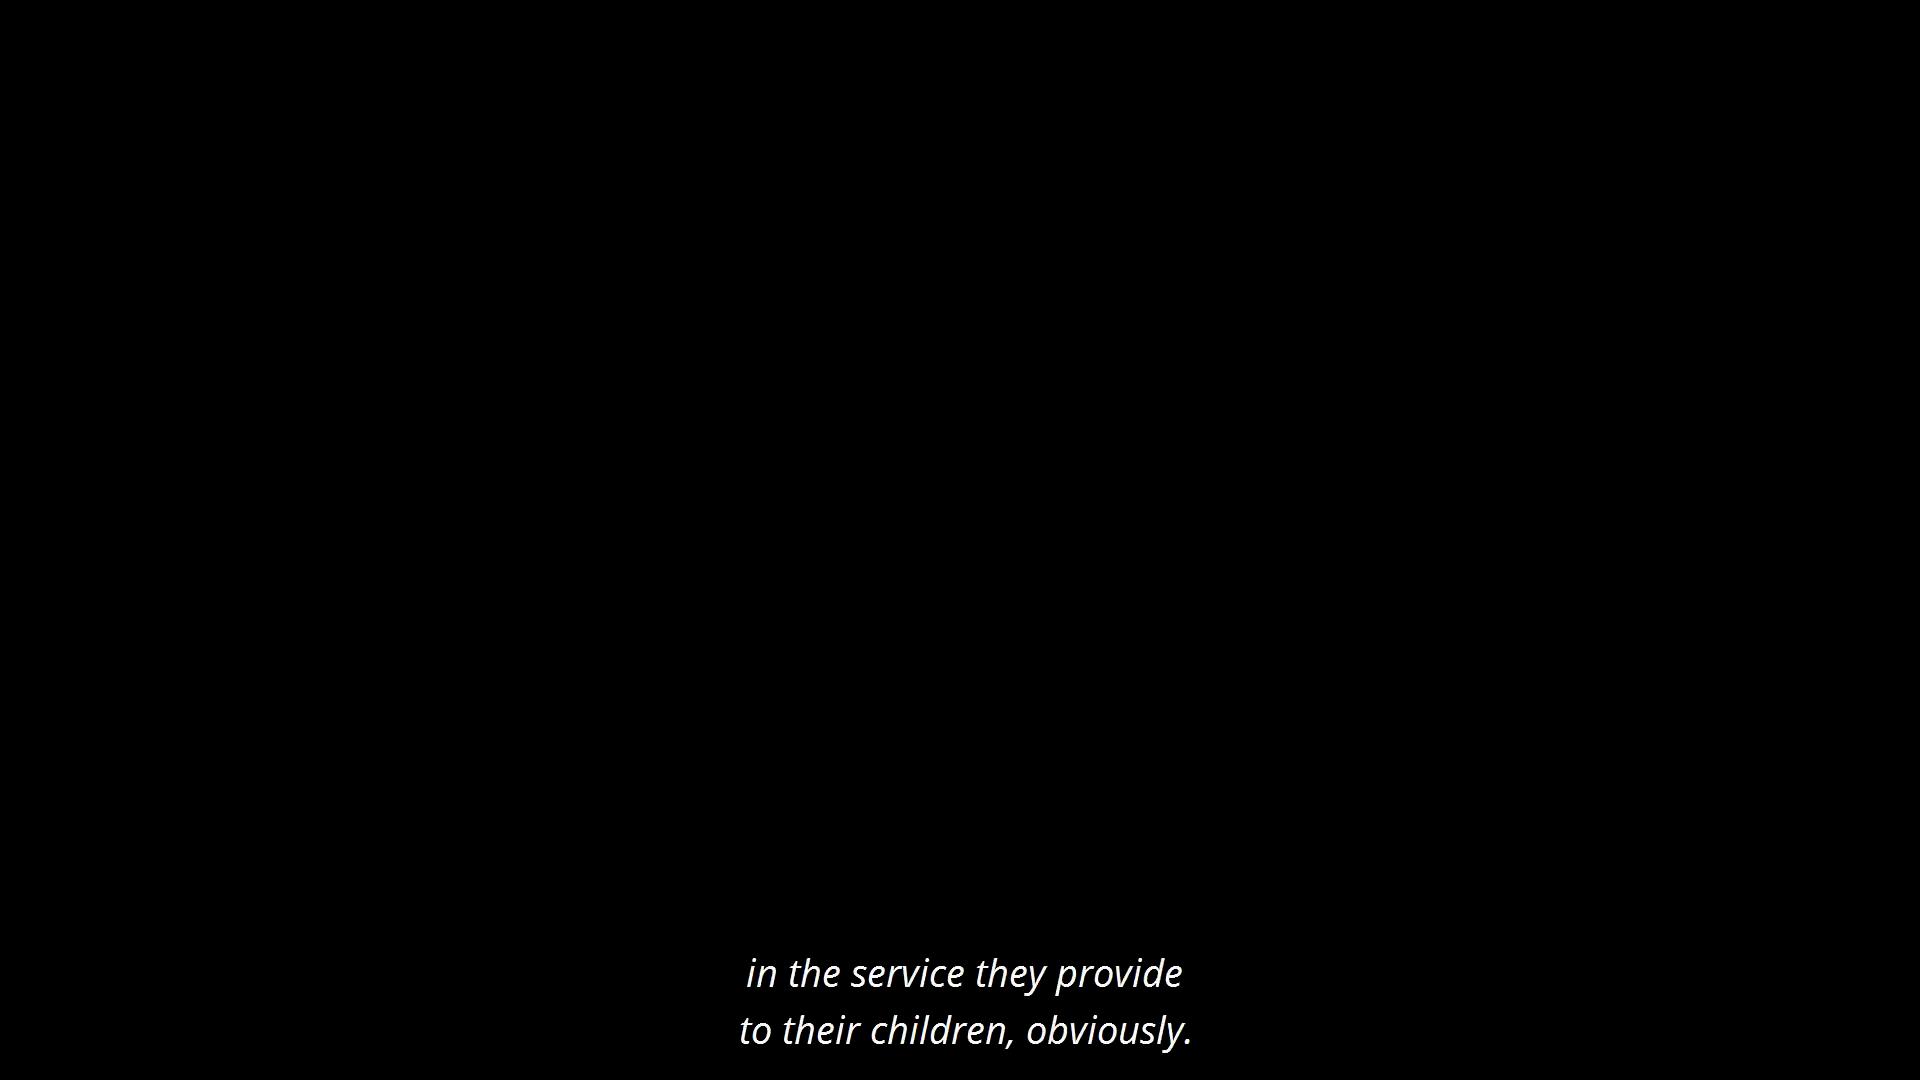 in the service they provide
to their children, obviously.